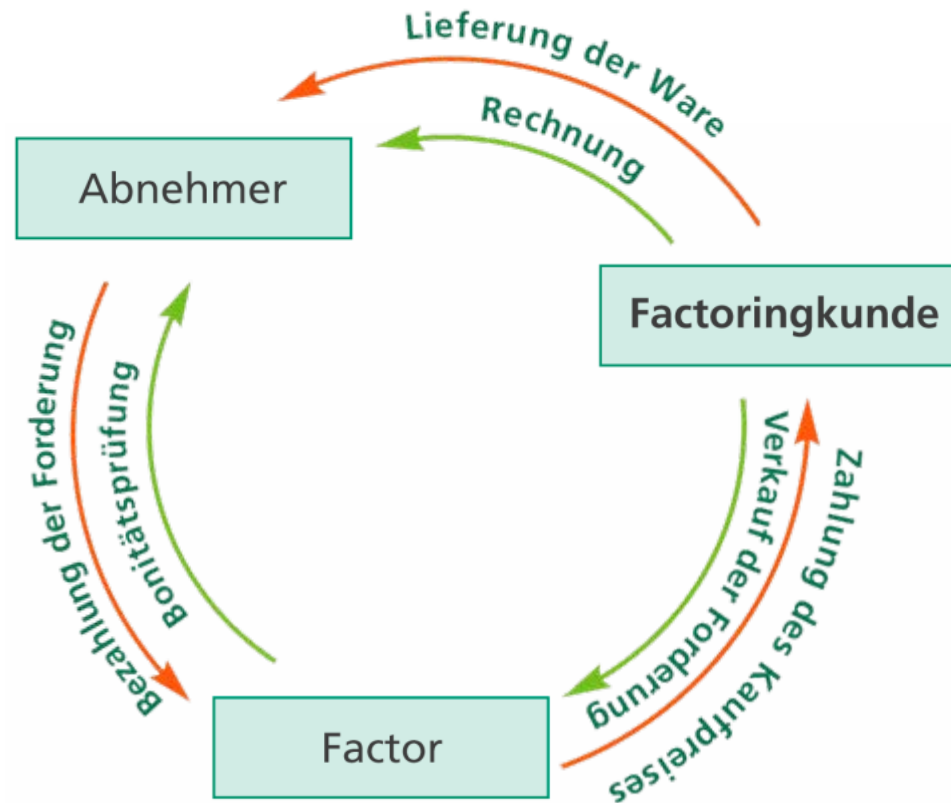 Lieferung der Ware
Rechnung
Abnehmer
Factoringkunde
Bezahlung der Forderung
Bonitätsprüfung
Verkauf der Forderung
Zahlung des Kaufpreises
Factor